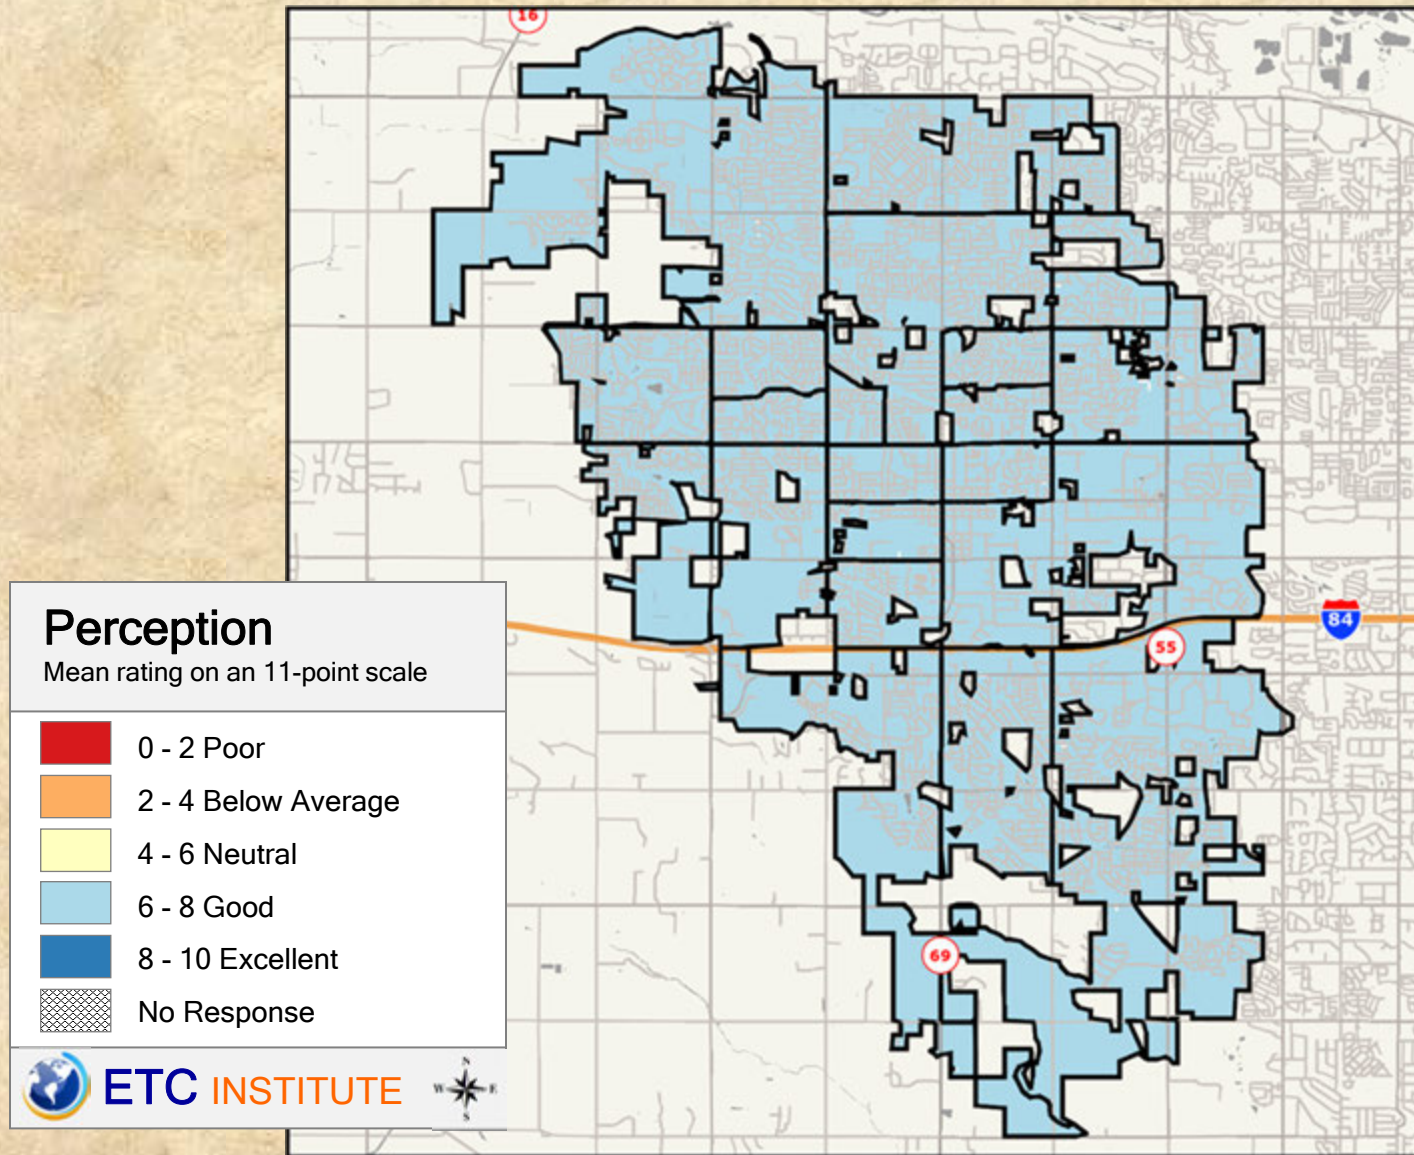 16
84
55
69
Perception
Mean rating on an 11-point scale
0 - 2 Poor
2 - 4 Below Average
4 - 6 Neutral
6 - 8 Good
8 - 10 Excellent
No Response
ETC INSTITUTE
N
W E
S